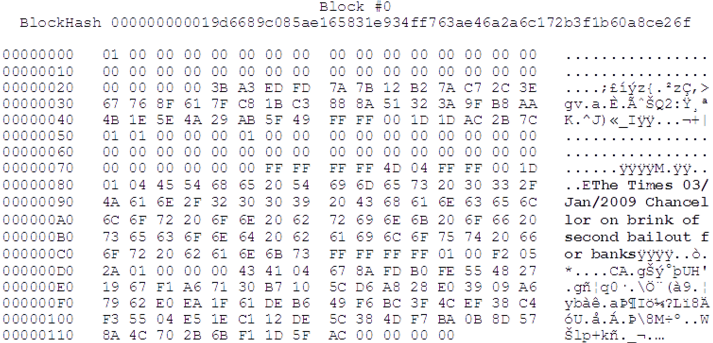 Block #0
BlockHash 000000000019d6689c085ae165831e934ff763ae46a2a6c172b3f1b60a8ce26f
00000000 01 00 00 00 00 00 00 00 00 00 00 00 00 00 00 00 ................
00000010 00 00 00 00 00 00 00 00 00 00 00 00 00 00 00 00 ................
00000020 00 00 00 00 3B A3 ED FD 7A 7B 12 B2 7A C7 2C 3E ....;£íýz{.²zÇ,>
00000030 67 76 8F 61 7F C8 1B C3 88 8A 51 32 3A 9F B8 AA gv.a.È.ÃˆŠQ2:Ÿ¸ª
00000040 4B 1E 5E 4A 29 AB 5F 49 FF FF 00 1D 1D AC 2B 7C K.^J)«_Iÿÿ...¬+|
00000050 01 01 00 00 00 01 00 00 00 00 00 00 00 00 00 00 ................
00000060 00 00 00 00 00 00 00 00 00 00 00 00 00 00 00 00 ................
00000070 00 00 00 00 00 00 FF FF FF FF 4D 04 FF FF 00 1D ......ÿÿÿÿM.ÿÿ..
00000080 01 04 45 54 68 65 20 54 69 6D 65 73 20 30 33 2F ..EThe Times 03/
00000090 4A 61 6E 2F 32 30 30 39 20 43 68 61 6E 63 65 6C Jan/2009 Chancel
000000A0 6C 6F 72 20 6F 6E 20 62 72 69 6E 6B 20 6F 66 20 lor on brink of
000000B0 73 65 63 6F 6E 64 20 62 61 69 6C 6F 75 74 20 66 second bailout f
000000C0 6F 72 20 62 61 6E 6B 73 FF FF FF FF 01 00 F2 05 or banksÿÿÿÿ..ò.
000000D0 2A 01 00 00 00 43 41 04 67 8A FD B0 FE 55 48 27 *....CA.gŠý°þUH'
000000E0 19 67 F1 A6 71 30 B7 10 5C D6 A8 28 E0 39 09 A6 .gñ¦q0·.\Ö¨(à9.¦
000000F0 79 62 E0 EA 1F 61 DE B6 49 F6 BC 3F 4C EF 38 C4 ybàê.aÞ¶Iö¼?Lï8Ä
00000100 F3 55 04 E5 1E C1 12 DE 5C 38 4D F7 BA 0B 8D 57 óU.å.Á.Þ\8M÷º..W
00000110 8A 4C 70 2B 6B F1 1D 5F AC 00 00 00 00 ŠLp+kñ._¬....